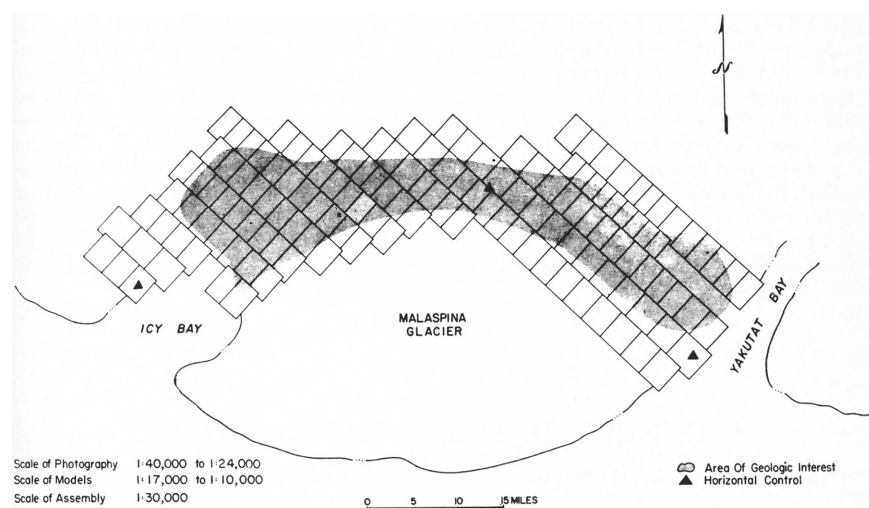 N
ICY BAY
MALASPINA
GLACIER
YAKUTAT BAY
Scale of Photography 1:40,000 to 1:24,000
Scale of Models 1:17,000 to 1:10,000
Scale of Assembly 1:30,000
0 5 10 15 MILES
Area Of Geologic Interest
Horizontal Control